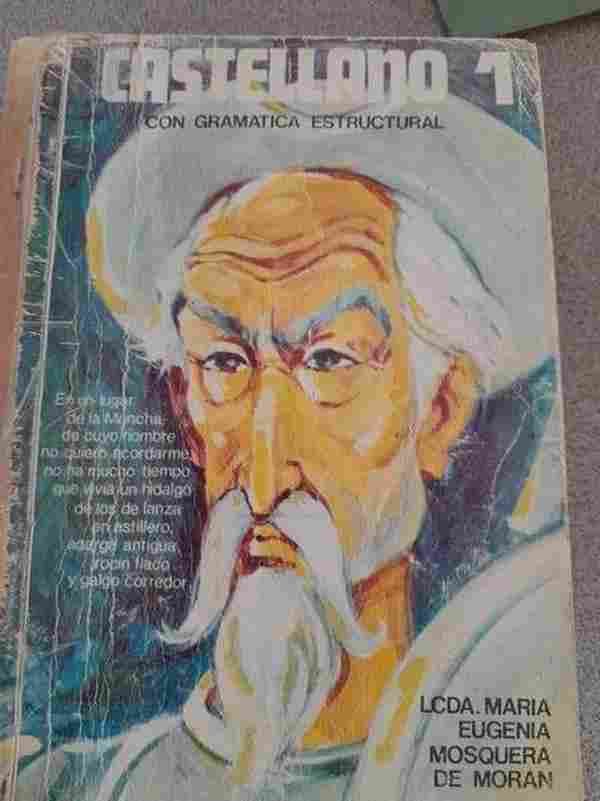 CASTELLANO 1
CON GRAMATICA ESTRUCTURAL
En un lugar
de la Mancha,
de cuyo nombre
no quiero acordarme,
no ha mucho tiempo
que vivia un hidalgo
de los de lanza
en astillero,
adarga antigua,
rocin flaco
y galgo corredor
LCDA. MARIA
EUGENIA
MOSQUERA
DE MORAN